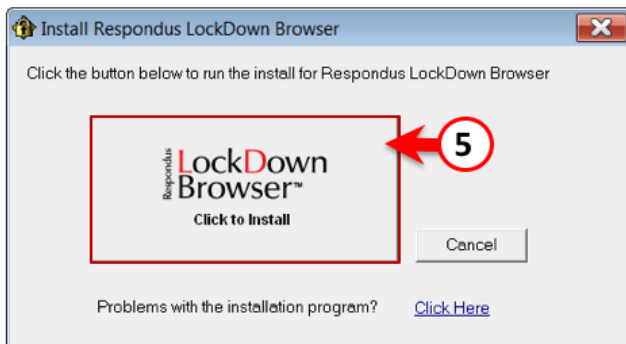 Install Respondus LockDown Browser
Click the button below to run the install for Respondus LockDown Browser
5
Respondus
LockDown
Browser™
Click to Install
Cancel
Problems with the installation program? Click Here